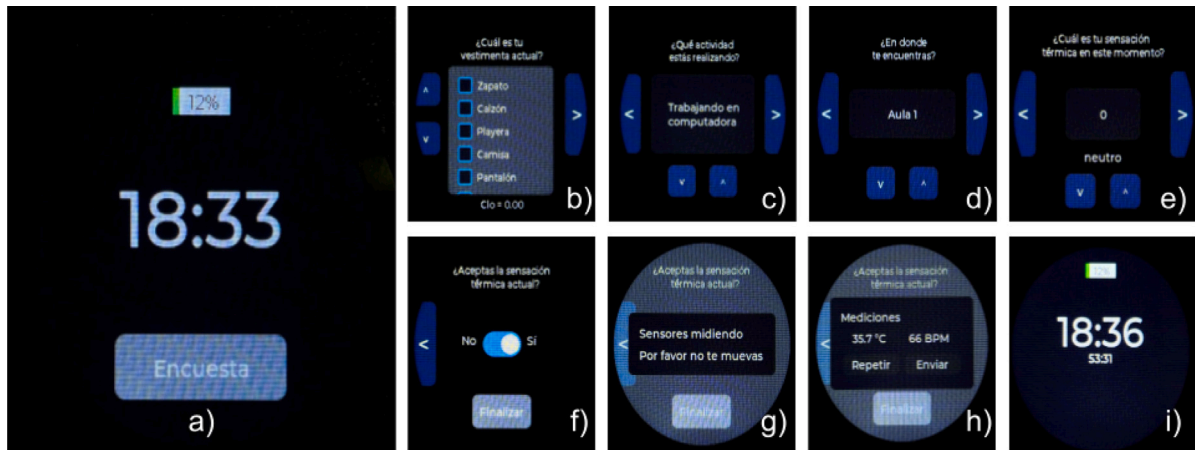 12%
18:33
Encuesta
a)
¿Cuál es tu
vestimenta actual?
^
v
Zapato
Calzón
Playera
Camisa
Pantalón
>
Clo = 0.00
b)
¿Qué actividad
estás realizando?
<
Trabajando en
computadora
>
v ^
c)
¿En donde
te encuentras?
<
Aula 1
>
v ^
d)
¿Cuál es tu sensación
térmica en este momento?
<
0
>
neutro
v ^
e)
¿Aceptas la sensación
térmica actual?
<
No Sí
Finalizar
f)
¿Aceptas la sensación
térmica actual?
<
Sensores midiendo
Por favor no te muevas
Finalizar
g)
¿Aceptas la sensación
térmica actual?
<
Mediciones
35.7 °C 66 BPM
Repetir Enviar
Finalizar
h)
12%
18:36
53:31
i)